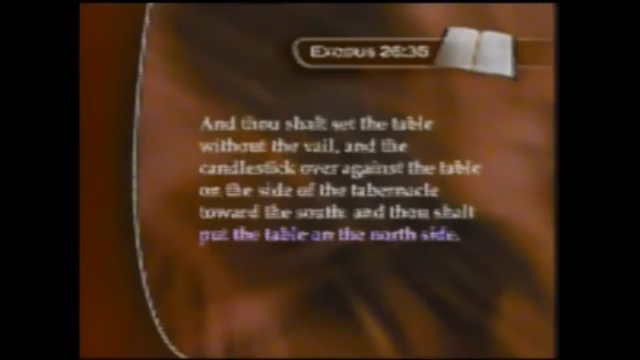 Exodus 26:35
And thou shalt set the table
without the vail, and the
candlestick over against the table
on the side of the tabernacle
toward the south: and thou shalt
put the table on the north side.